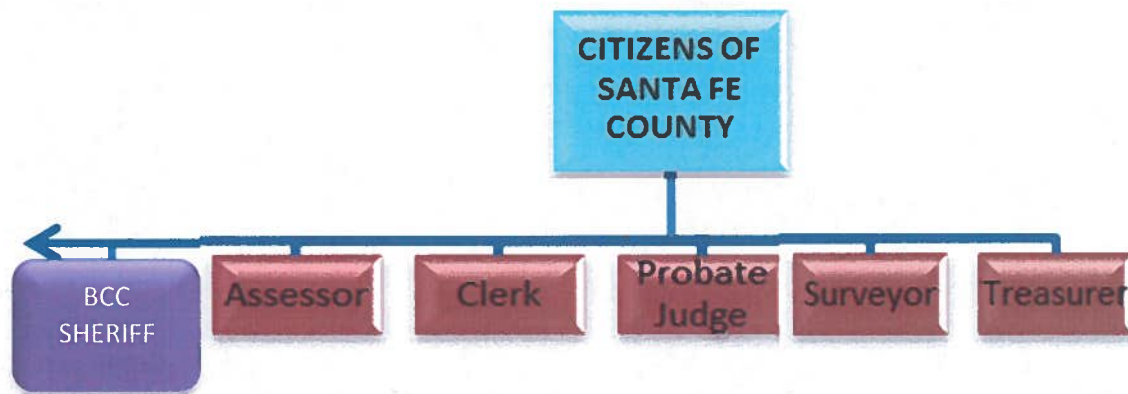 CITIZENS OF
SANTA FE
COUNTY
BCC
SHERIFF
Assessor
Clerk
Probate
Judge
Surveyor
Treasurer